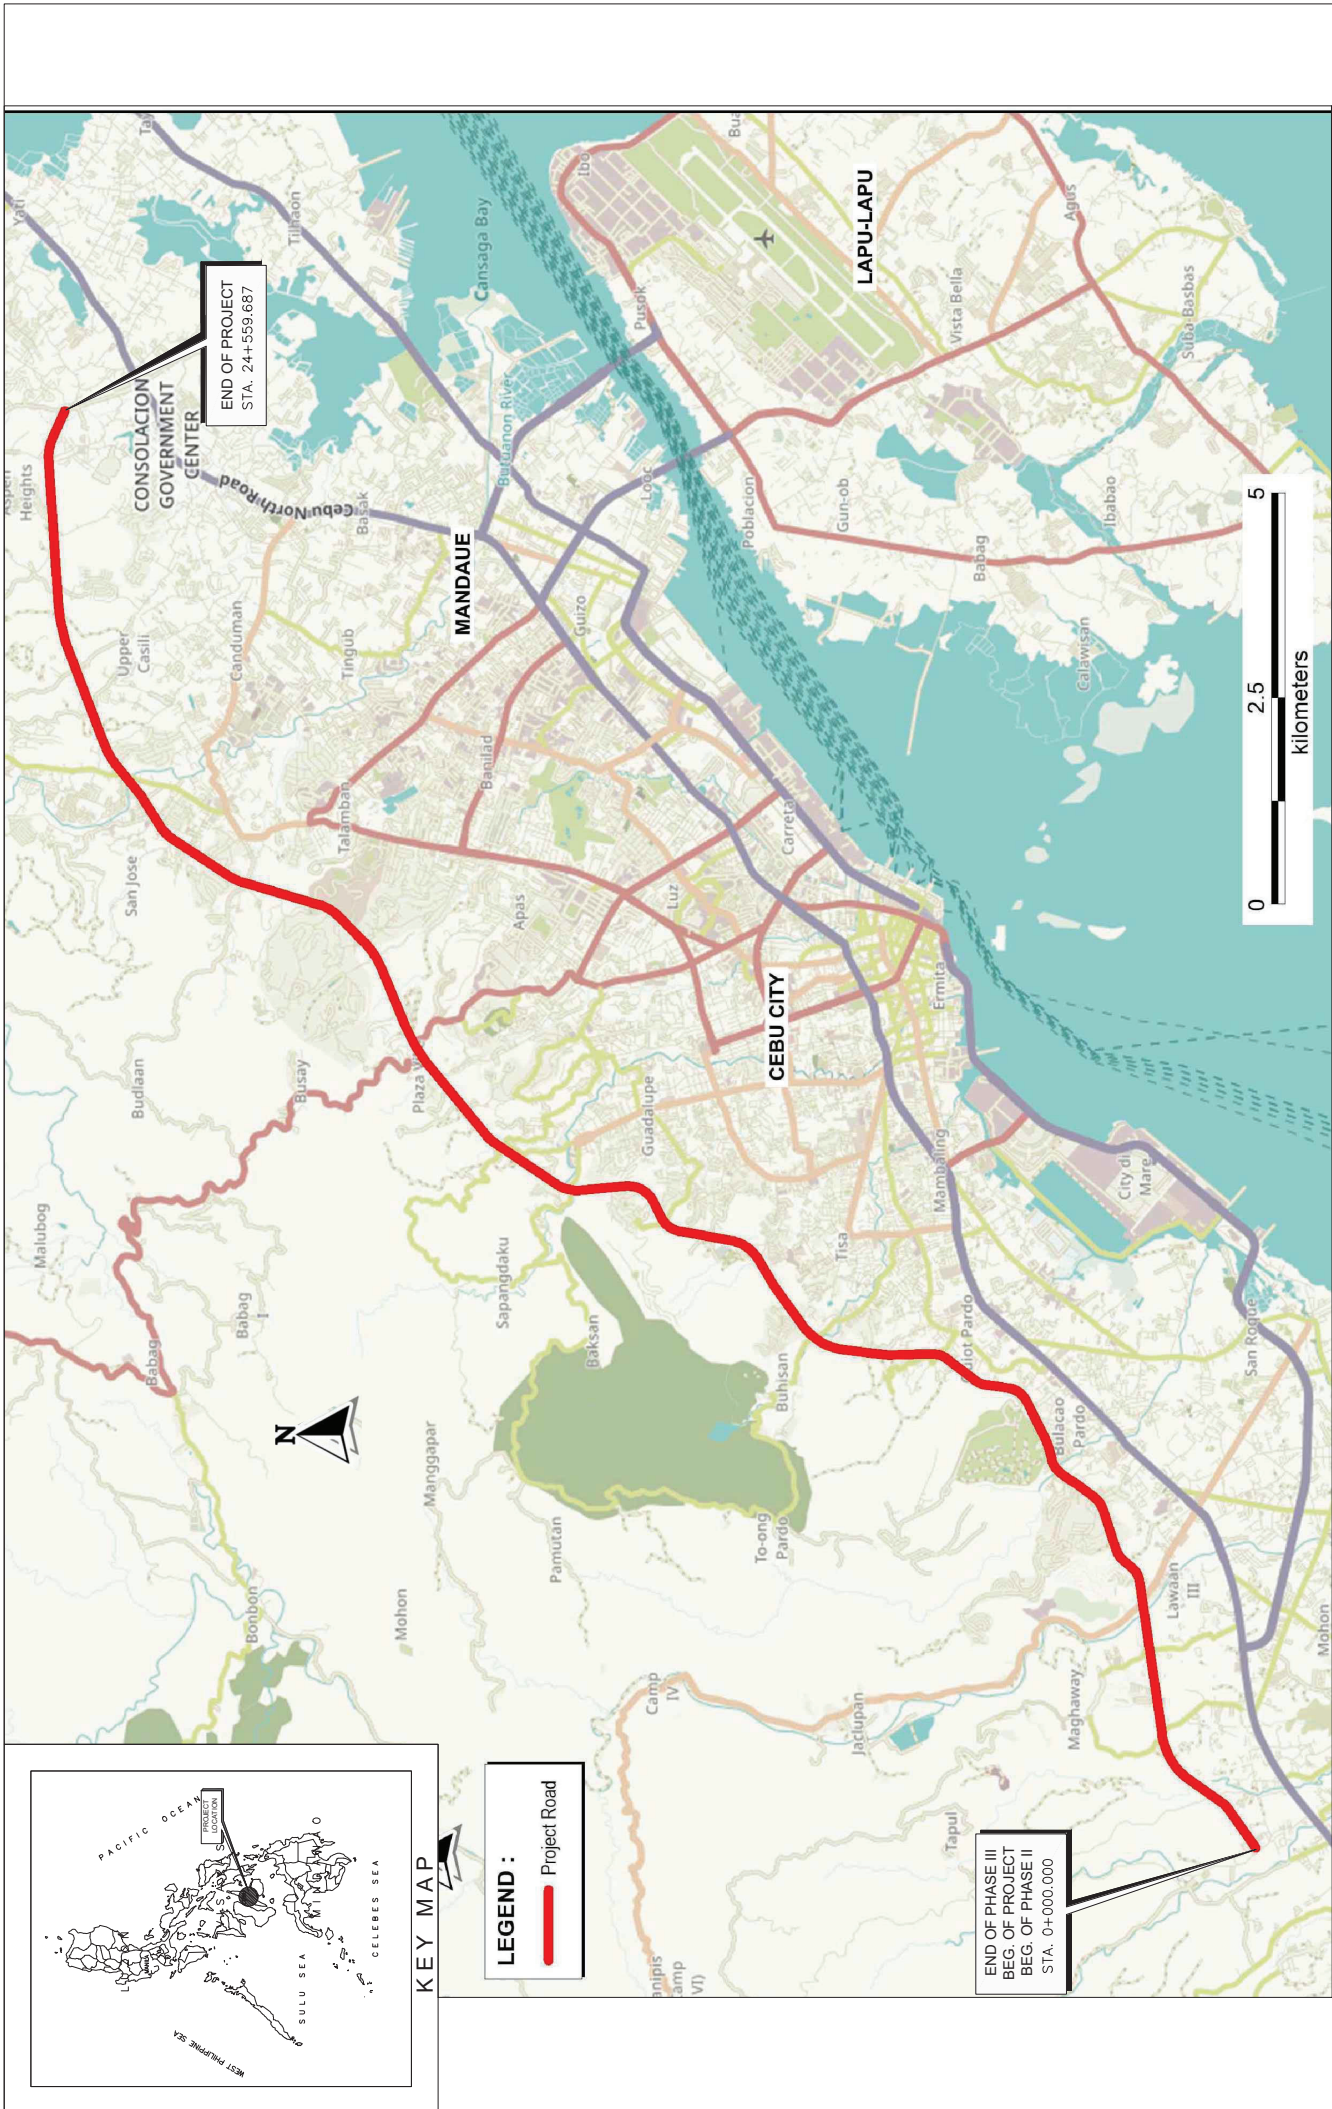 Yati
Tay
Tilhaon
Cansaga Bay
END OF PROJECT
STA. 24+559.687
CONSOLACION
GOVERNMENT
CENTER
Cebu North Road
Heights
Basak
Butuanon River
MANDAUE
Upper
Casili
Canduman
Tingub
Guizo
Looc
Ibo
Pusok
Bua
LAPU-LAPU
Agus
Vista Bella
Suba-Basbas
Poblacion
Gun-ob
Babag
Ibabao
Calawisan
0 2.5 5
kilometers
San Jose
Talamban
Banilad
Apas
Luz
Carreta
CEBU CITY
Ermita
Budlaan
Busay
Guadalupe
Mambaling
City di
Mare
Malubog
Babag
I
Babag
Sapangdaku
Baksan
Buhisan
Tisa
San Roque
Bulacao
Pardo
N
Manggapar
Pamutan
To-ong
Pardo
Bonbon
Mohon
Lawaan
III
Mohon
Camp
IV
Jaclupan
Maghaway
Tapul
END OF PHASE III
BEG. OF PROJECT
BEG. OF PHASE II
STA. 0+000.000
LEGEND :
Project Road
KEY MAP
PACIFIC OCEAN
PROJECT
LOCATION
WEST PHILIPPINE SEA
SULU SEA
CELEBES SEA